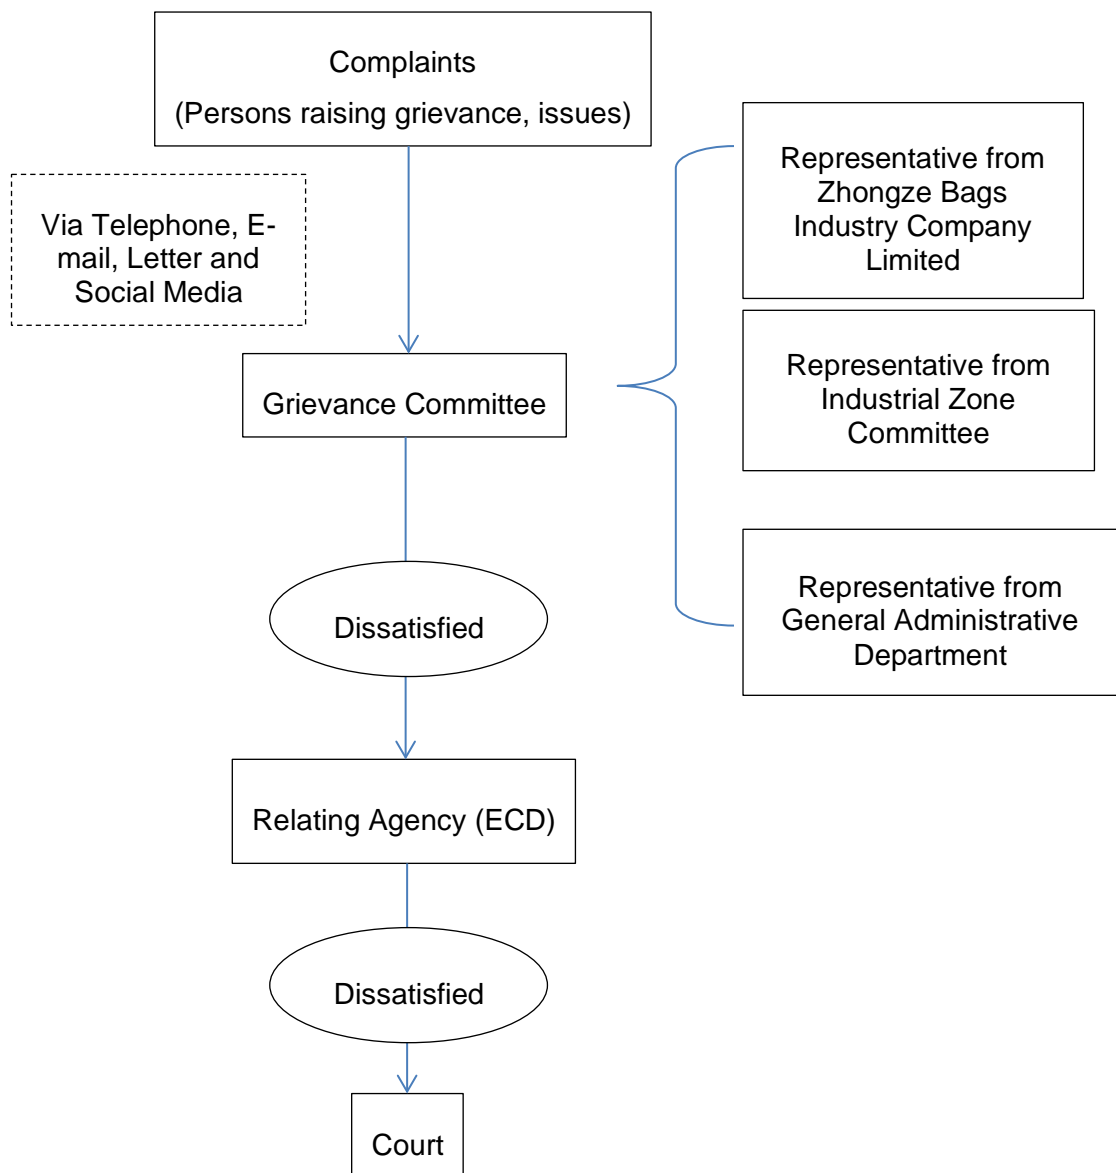 Complaints
(Persons raising grievance, issues)
Via Telephone, E-
mail, Letter and
Social Media
Grievance Committee
Representative from
Zhongze Bags
Industry Company
Limited
Representative from
Industrial Zone
Committee
Representative from
General Administrative
Department
Dissatisfied
Relating Agency (ECD)
Dissatisfied
Court